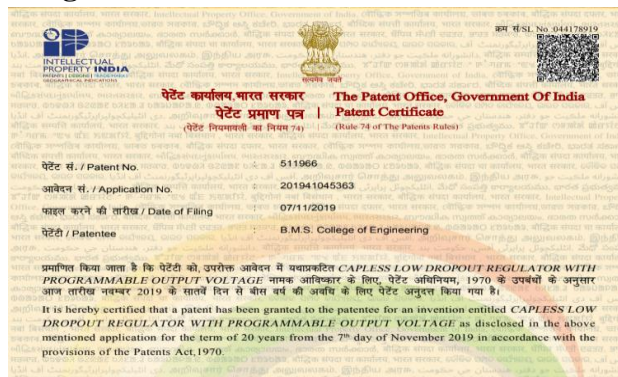 क्रम सं/SL No :044178919
INTELLECTUAL
PROPERTY INDIA
PATENTS | DESIGNS | TRADE MARKS
GEOGRAPHICAL INDICATIONS
सत्यमेव जयते
पेटेंट कार्यालय,भारत सरकार
पेटेंट प्रमाण पत्र
(पेटेंट नियमावली का नियम 74)
The Patent Office, Government Of India
Patent Certificate
(Rule 74 of The Patents Rules)
पेटेंट सं. / Patent No. : 511966
आवेदन सं. / Application No. : 201941045363
फाइल करने की तारीख / Date of Filing : 07/11/2019
पेटेंटी / Patentee : B.M.S. College of Engineering
प्रमाणित किया जाता है कि पेटेंटी को, उपरोक्त आवेदन में यथाप्रकटित CAPLESS LOW DROPOUT REGULATOR WITH
PROGRAMMABLE OUTPUT VOLTAGE नामक आविष्कार के लिए, पेटेंट अधिनियम, 1970 के उपबंधों के अनुसार
आज तारीख नवम्बर 2019 के सातवें दिन से बीस वर्ष की अवधि के लिए पेटेंट अनुदत्त किया गया है।
It is hereby certified that a patent has been granted to the patentee for an invention entitled CAPLESS LOW
DROPOUT REGULATOR WITH PROGRAMMABLE OUTPUT VOLTAGE as disclosed in the above
mentioned application for the term of 20 years from the 7th day of November 2019 in accordance with the
provisions of the Patents Act,1970.